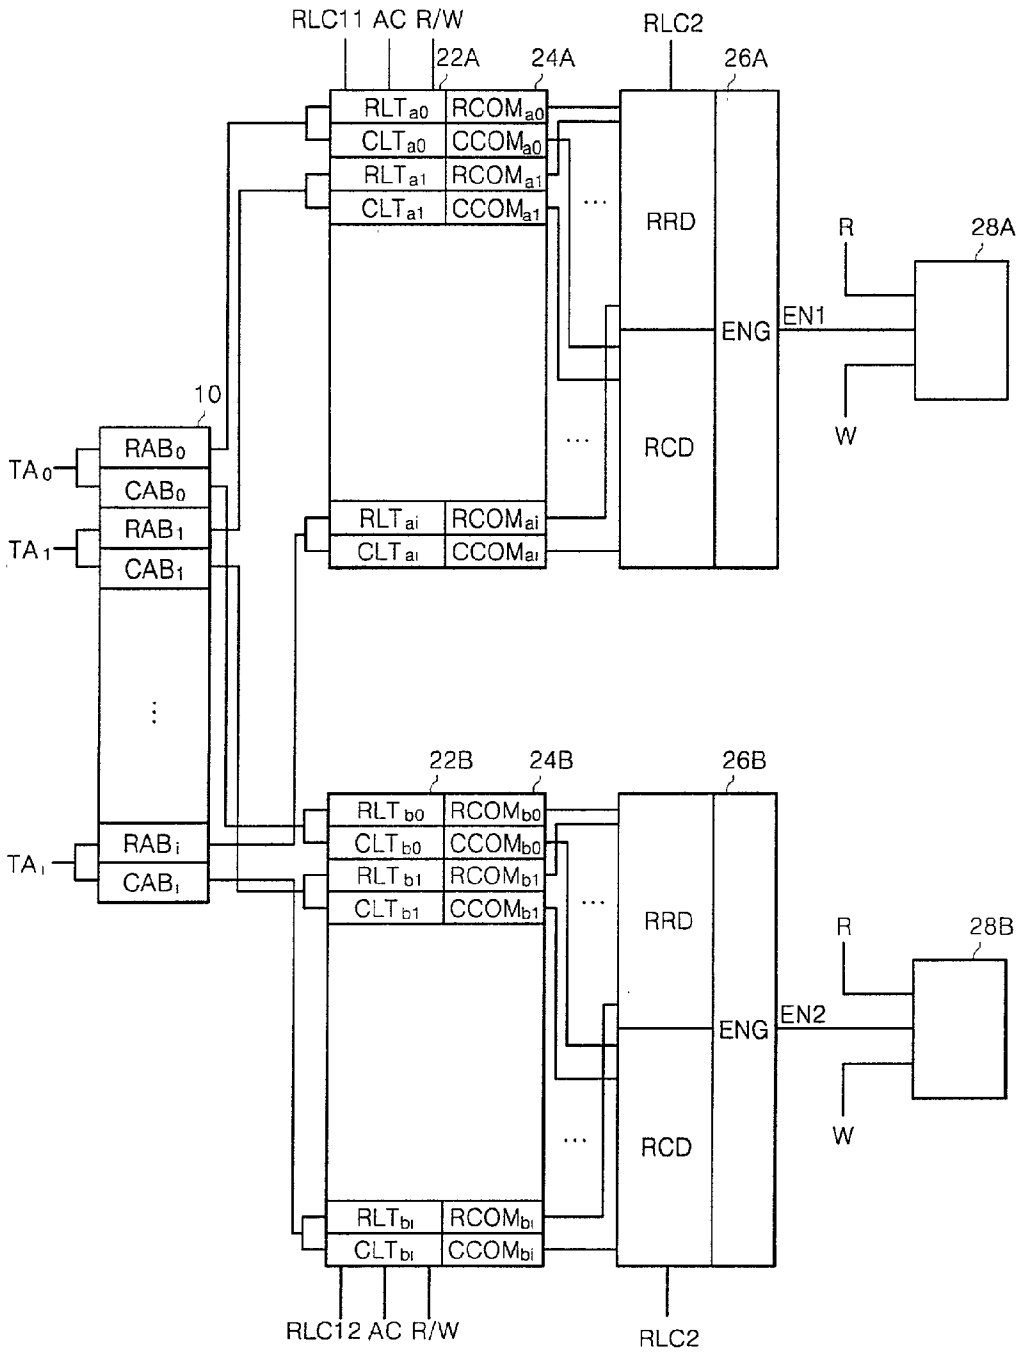 RLC11 AC R/W
RLC2
22A
24A
26A
RLTa0 RCOMa0
CLTa0 CCOMa0
RLTa1 RCOMa1
CLTa1 CCOMa1
...
RRD
R
28A
EN1
ENG
W
10
RAB0
TA0
CAB0
...
RCD
RAB1
TA1
CAB1
RLTai RCOMai
CLTai CCOMai
...
22B
24B
26B
RLTb0 RCOMb0
CLTb0 CCOMb0
RABi
TAi
CABi
RLTb1 RCOMb1
CLTb1 CCOMb1
...
RRD
R
28B
EN2
ENG
W
...
RCD
RLTbi RCOMbi
CLTbi CCOMbi
RLC12 AC R/W
RLC2